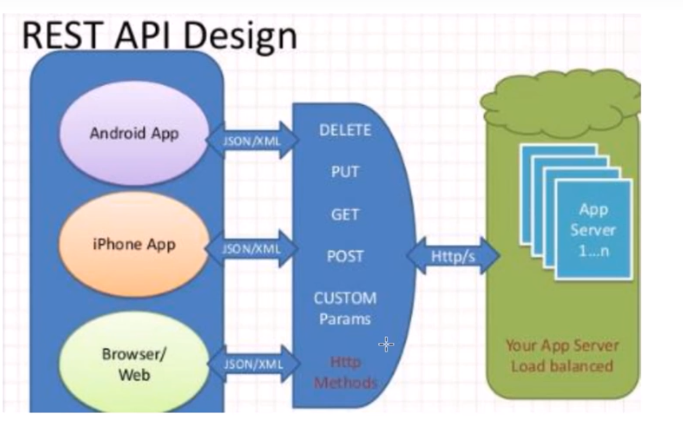 REST API Design
Android App
JSON/XML
iPhone App
JSON/XML
Browser/
Web
JSON/XML
DELETE
PUT
GET
POST
CUSTOM
Params
Http
Methods
Http/s
App
Server
1...n
Your App Server
Load balanced